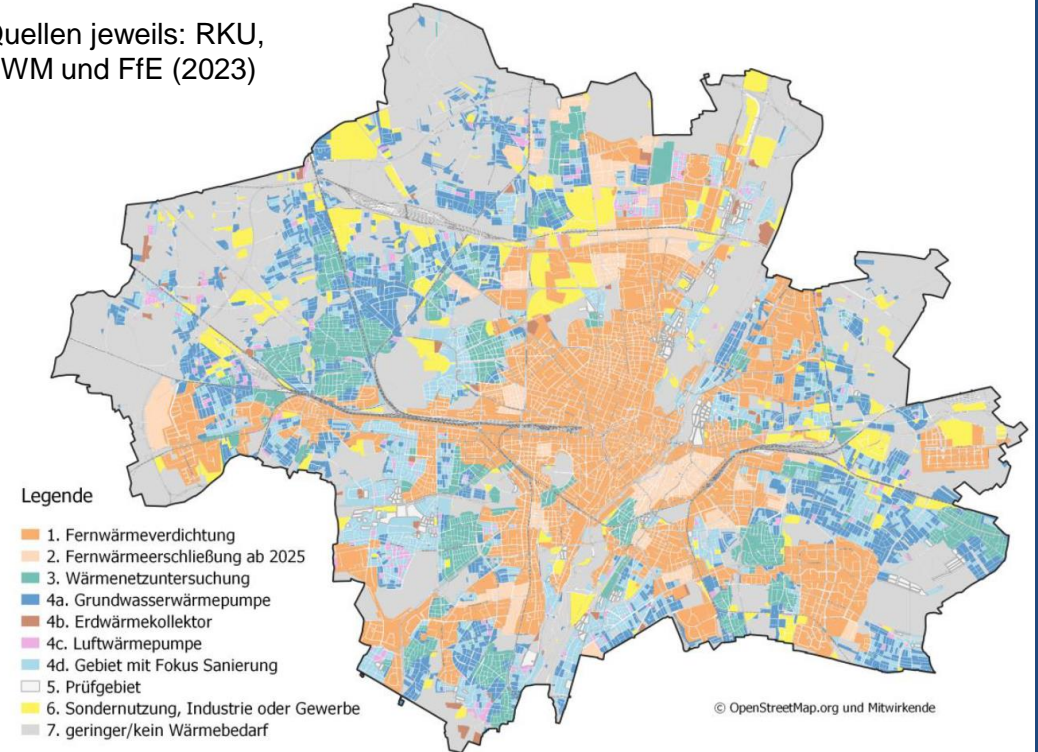 uellen jeweils: RKU,
WM und FfE (2023)
Legende
1. Fernwärmeverdichtung
2. Fernwärmeerschließung ab 2025
3. Wärmenetzuntersuchung
4a. Grundwasserwärmepumpe
4b. Erdwärmekollektor
4c. Luftwärmepumpe
4d. Gebiet mit Fokus Sanierung
5. Prüfgebiet
6. Sondernutzung, Industrie oder Gewerbe
7. geringer/kein Wärmebedarf
© OpenStreetMap.org und Mitwirkende